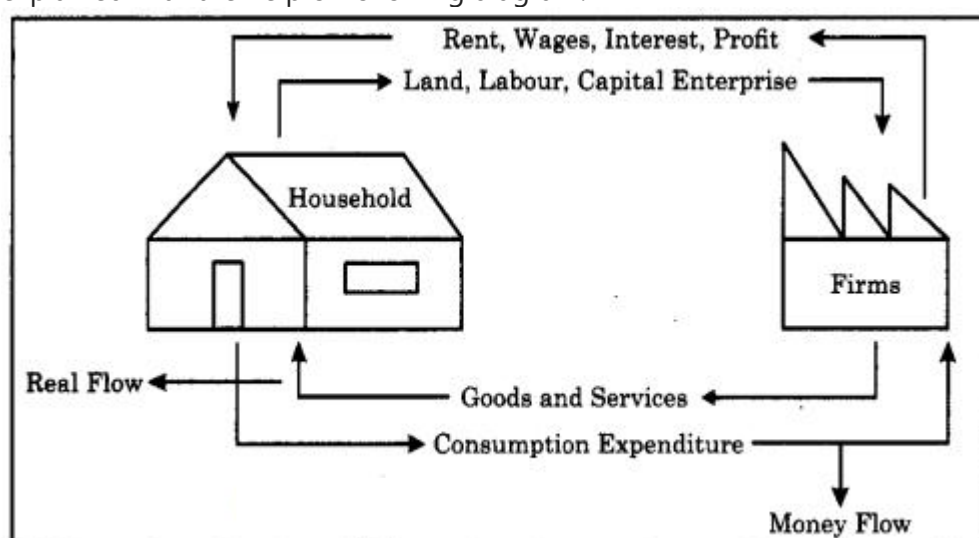 Rent, Wages, Interest, Profit
Land, Labour, Capital Enterprise
Household
Firms
Real Flow
Goods and Services
Consumption Expenditure
Money Flow